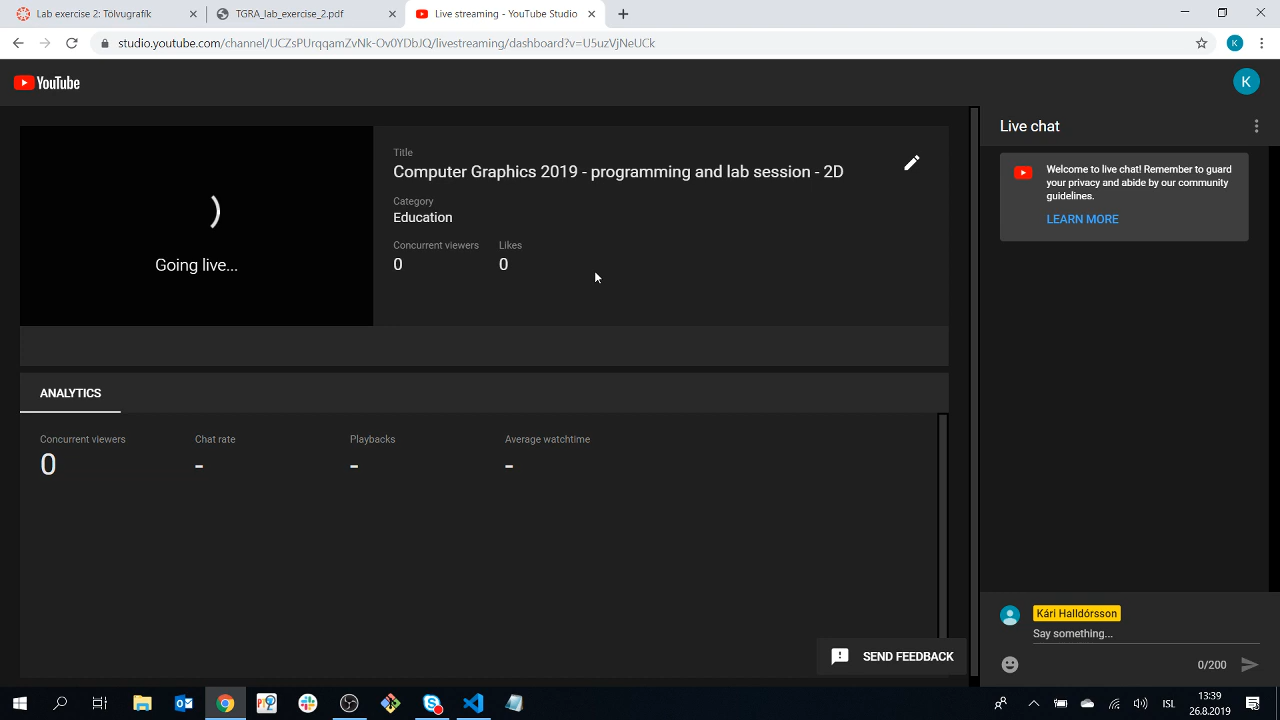 Lab exercise 2: Tölvugrafík
TGRA_lab_exercise_2.pdf
Live streaming - YouTube Studio
studio.youtube.com/channel/UCZsPUrqqamZvNk-Ov0YDbJQ/livestreaming/dashboard?v=U5uzVjNeUCk
K
YouTube
K
Going live...
Title
Computer Graphics 2019 - programming and lab session - 2D
Category
Education
Concurrent viewers
Likes
0
0
ANALYTICS
Concurrent viewers
Chat rate
Playbacks
Average watchtime
0
-
-
-
SEND FEEDBACK
Live chat
Welcome to live chat! Remember to guard
your privacy and abide by our community
guidelines.
LEARN MORE
Kári Halldórsson
Say something...
0/200
ÍSL
13:39
26.8.2019